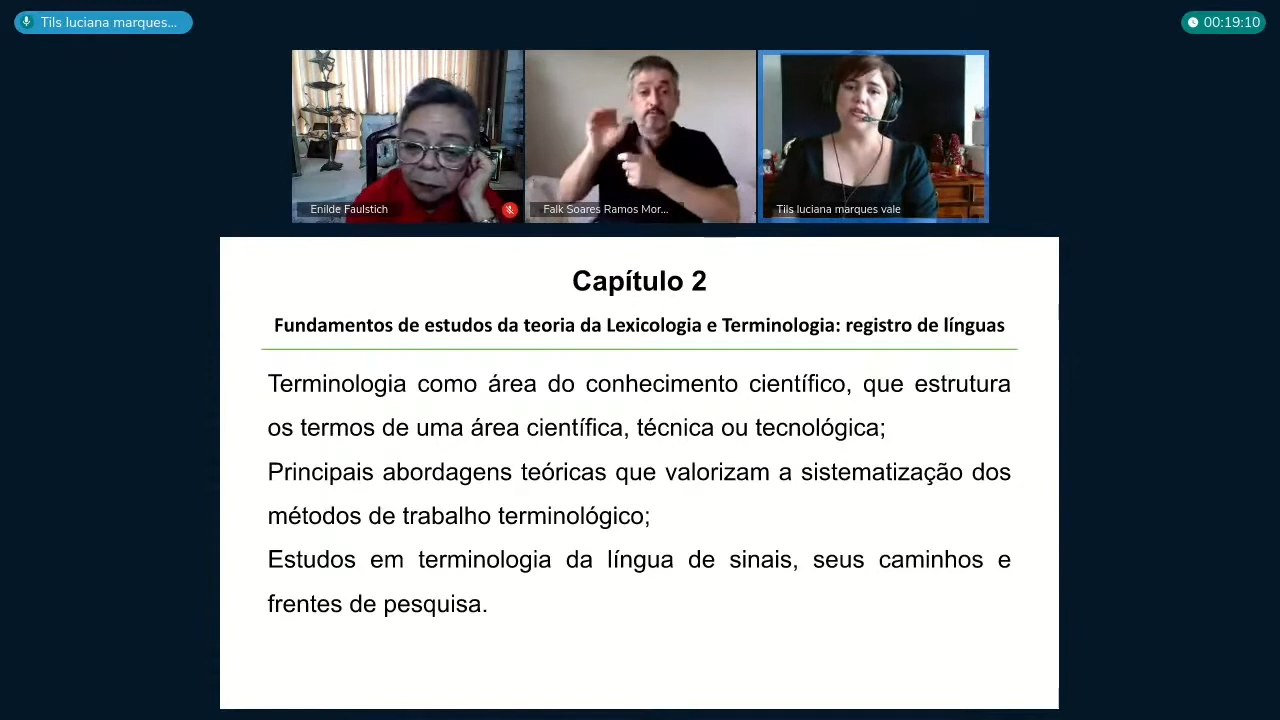 Tils luciana marques...
00:19:10
Enilde Faulstich
Falk Soares Ramos Mor...
Tils luciana marques vale
Capítulo 2
Fundamentos de estudos da teoria da Lexicologia e Terminologia: registro de línguas
Terminologia como área do conhecimento científico, que estrutura
os termos de uma área científica, técnica ou tecnológica;
Principais abordagens teóricas que valorizam a sistematização dos
métodos de trabalho terminológico;
Estudos em terminologia da língua de sinais, seus caminhos e
frentes de pesquisa.